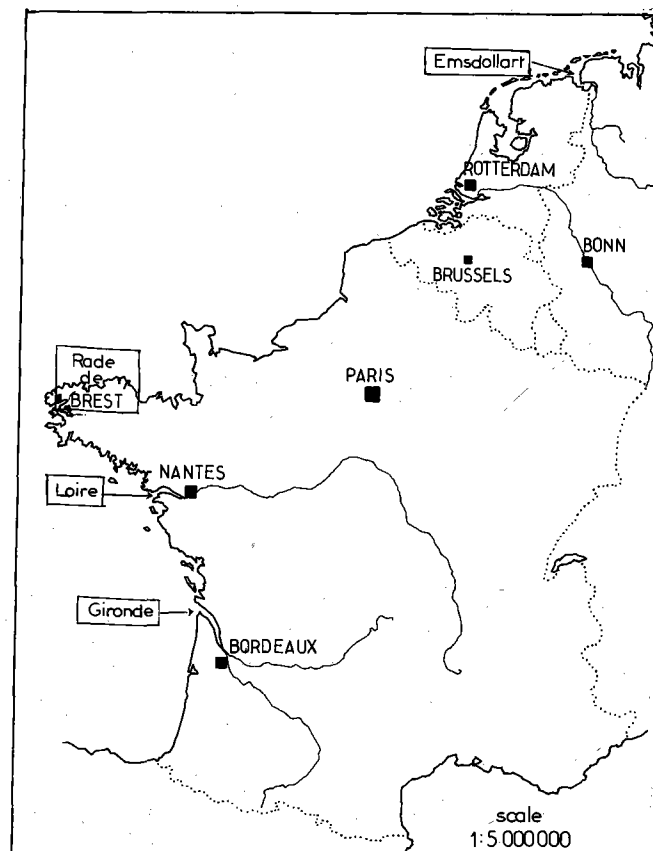 Emsdollart
ROTTERDAM
BONN
BRUSSELS
Rade
de
BREST
PARIS
NANTES
Loire
Gironde
BORDEAUX
scale
1:5 000 000